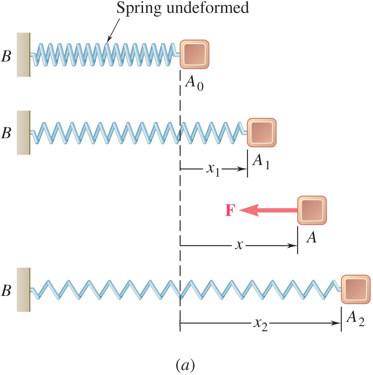 Spring undeformed
B
A0
B
x1
A1
F
x
A
B
x2
A2
(a)